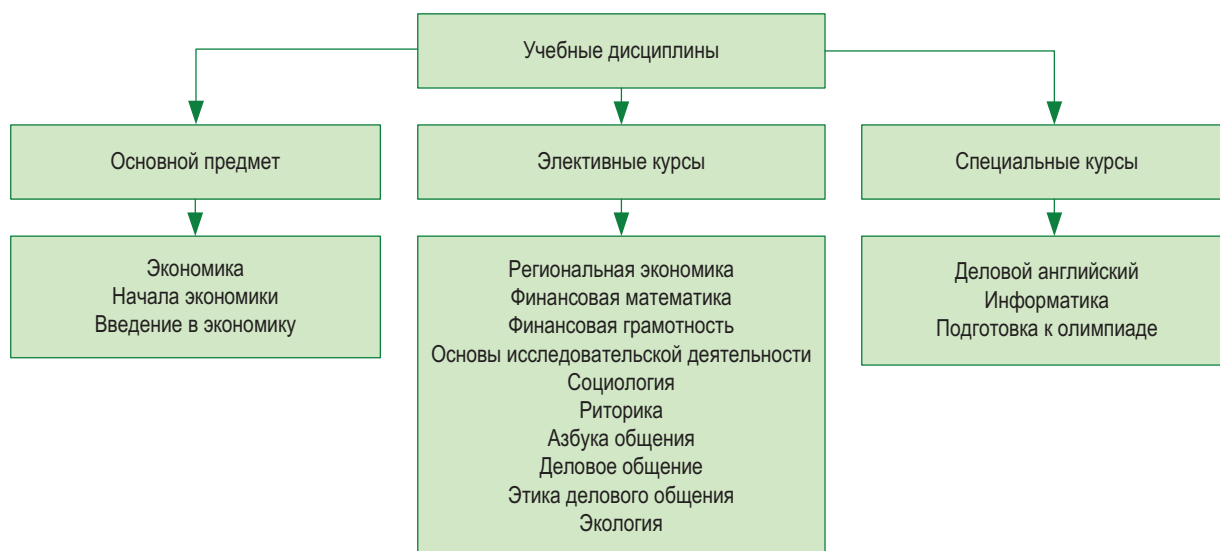 Учебные дисциплины
Основной предмет
Элективные курсы
Специальные курсы
Экономика
Начала экономики
Введение в экономику
Региональная экономика
Финансовая математика
Финансовая грамотность
Основы исследовательской деятельности
Социология
Риторика
Азбука общения
Деловое общение
Этика делового общения
Экология
Деловой английский
Информатика
Подготовка к олимпиаде